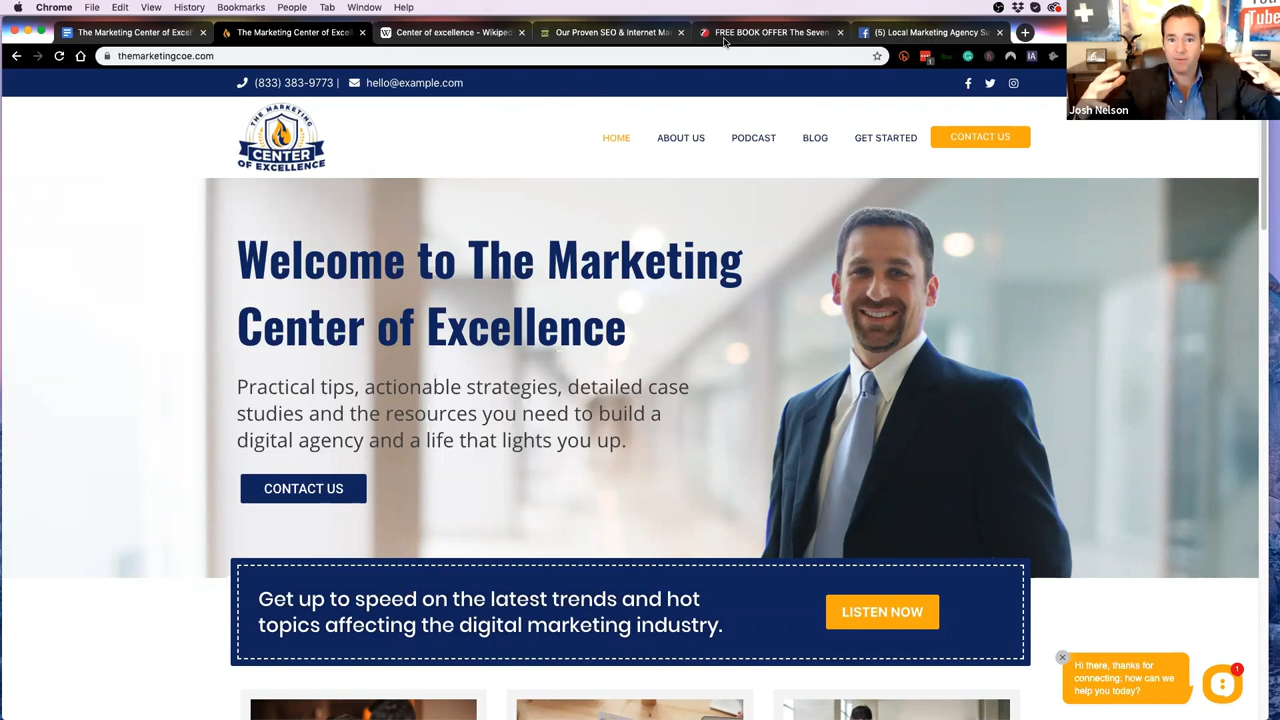 Chrome File Edit View History Bookmarks People Tab Window Help
The Marketing Center of Excel
The Marketing Center of Excel
Center of excellence - Wikiped
Our Proven SEO & Internet Ma
FREE BOOK OFFER The Seven
(5) Local Marketing Agency Su
themarketingcoe.com
You
Tube
Josh Nelson
(833) 383-9773 | hello@example.com
THE MARKETING
CENTER
OF EXCELLENCE
HOME ABOUT US PODCAST BLOG GET STARTED CONTACT US
Welcome to The Marketing
Center of Excellence
Practical tips, actionable strategies, detailed case
studies and the resources you need to build a
digital agency and a life that lights you up.
CONTACT US
Get up to speed on the latest trends and hot
topics affecting the digital marketing industry.
LISTEN NOW
Hi there, thanks for
connecting; how can we
help you today?
1